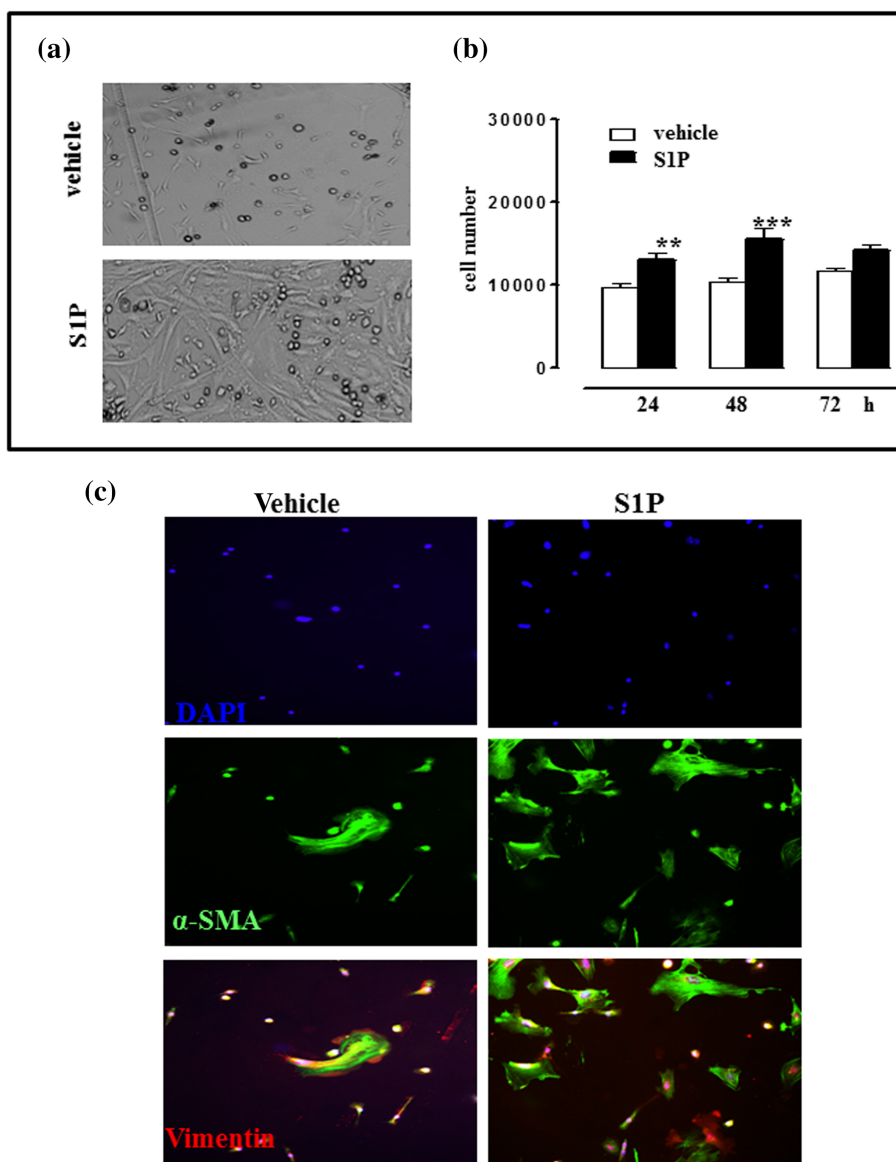 (a)
vehicle
S1P
(b)
30000
20000
10000
0
cell number
vehicle
S1P
**
***
24 48 72 h
(c)
Vehicle S1P
DAPI
α-SMA
Vimentin